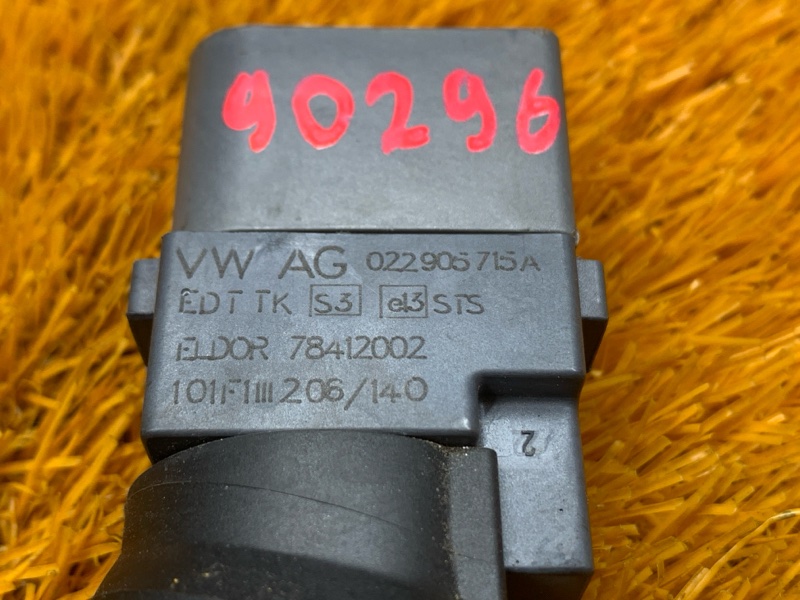 90296
VW AG 022905715A
EDT TK S3 e13 STS
ELDOR 78412002
101F1111206/140
2